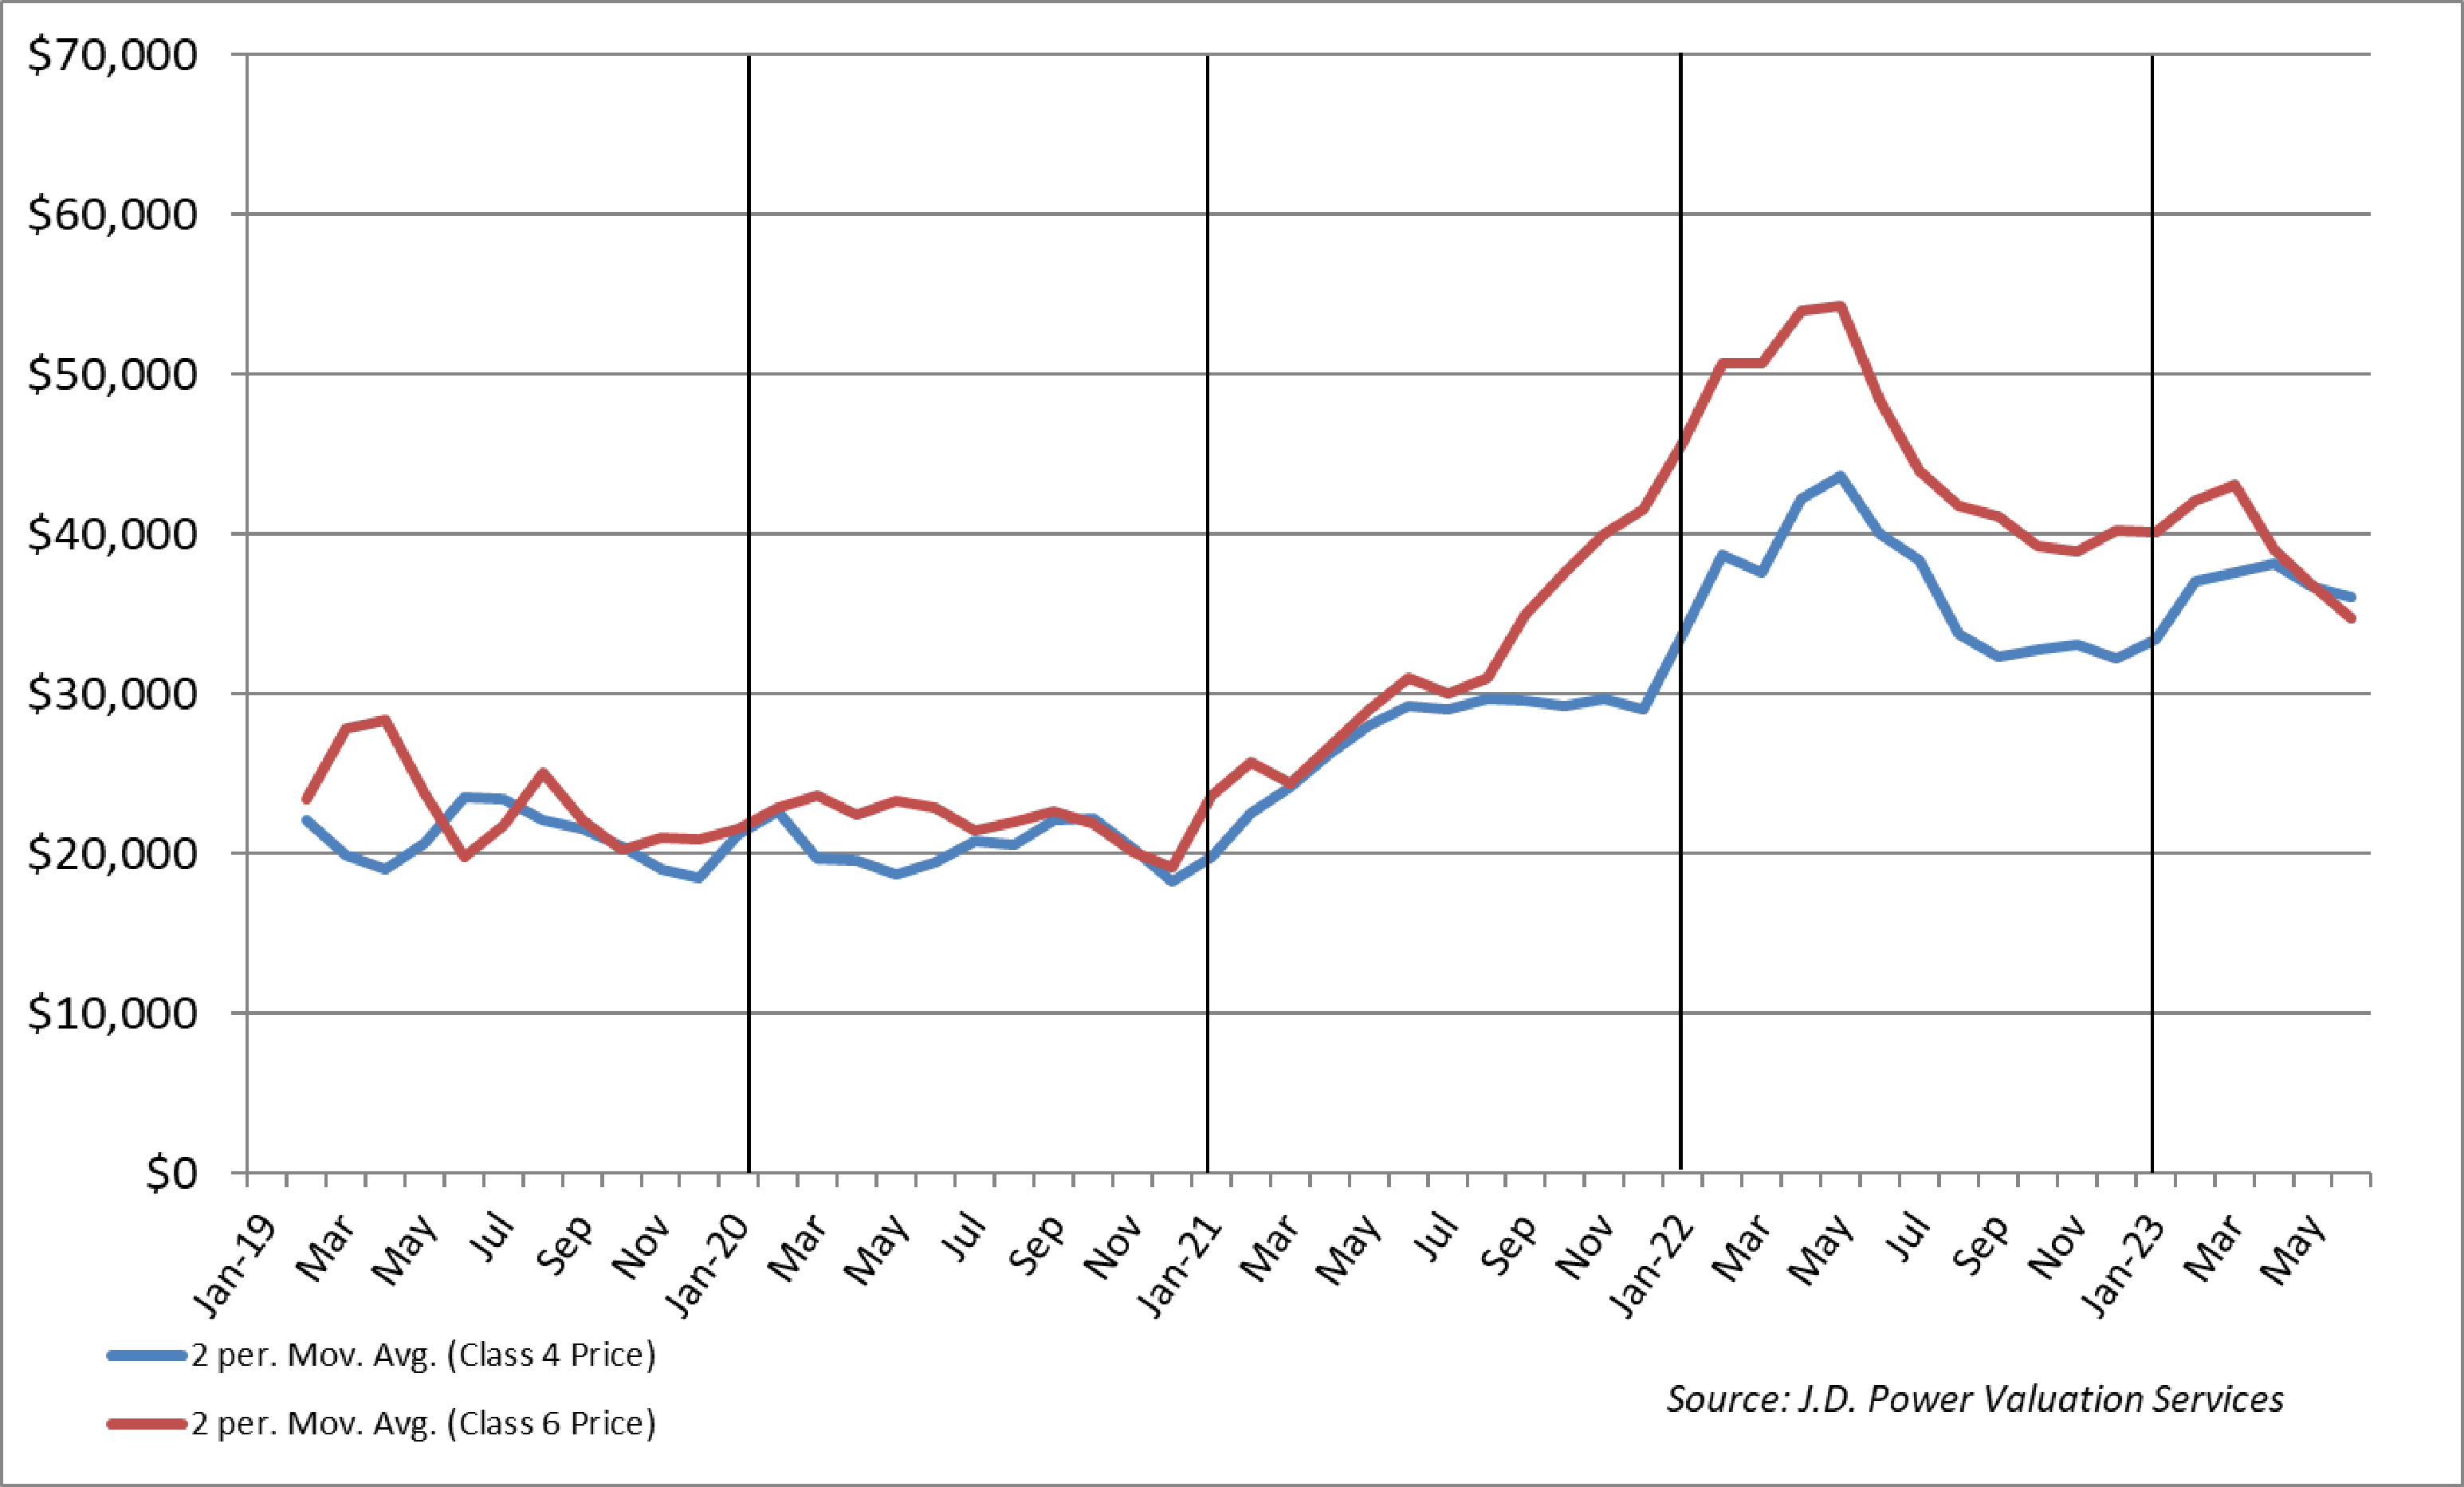 $70,000
$60,000
$50,000
$40,000
$30,000
$20,000
$10,000
$0
Jan-19 Mar May Jul Sep Nov Jan-20 Mar May Jul Sep Nov Jan-21 Mar May Jul Sep Nov Jan-22 Mar May Jul Sep Nov Jan-23 Mar May
2 per. Mov. Avg. (Class 4 Price)
2 per. Mov. Avg. (Class 6 Price)
Source: J.D. Power Valuation Services